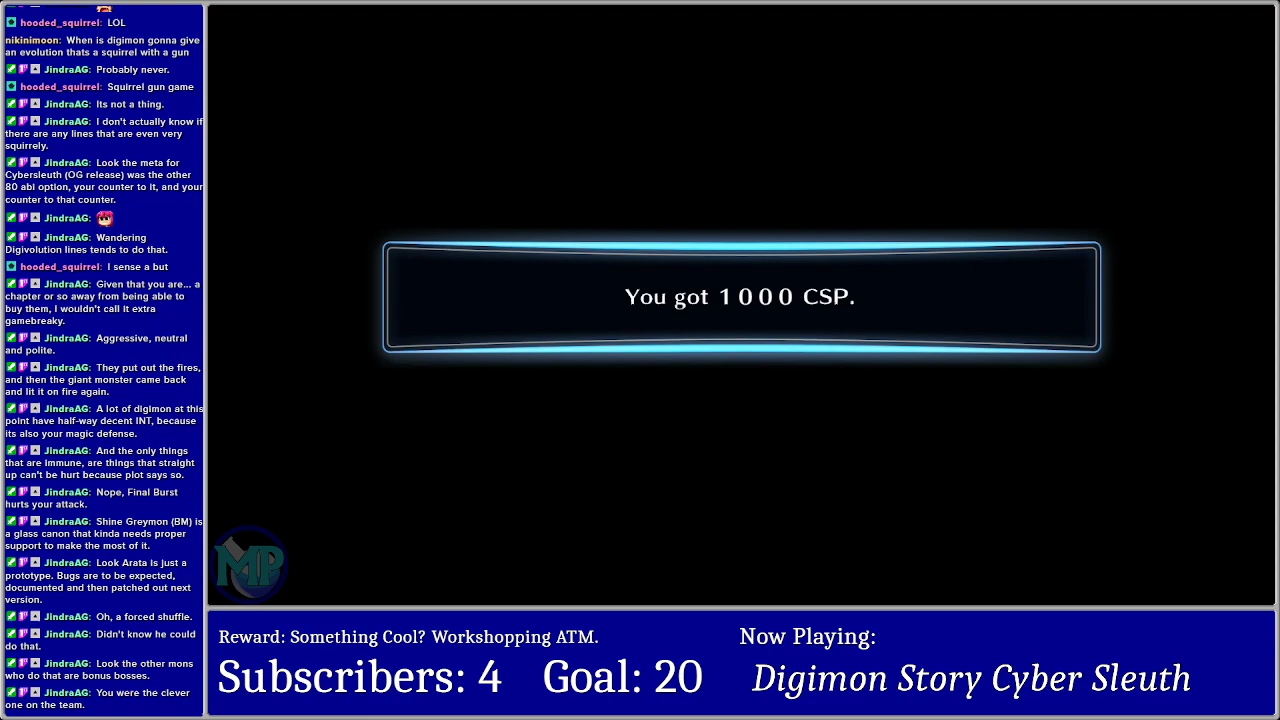 hooded_squirrel: LOL
nikinimoon: When is digimon gonna give
an evolution thats a squirrel with a gun
JindraAG: Probably never.
hooded_squirrel: Squirrel gun game
JindraAG: Its not a thing.
JindraAG: I don't actually know if
there are any lines that are even very
squirrely.
JindraAG: Look the meta for
Cybersleuth (OG release) was the other
80 abi option, your counter to it, and your
counter to that counter.
JindraAG:
JindraAG: Wandering
Digivolution lines tends to do that.
hooded_squirrel: I sense a but
JindraAG: Given that you are... a
chapter or so away from being able to
buy them, I wouldn't call it extra
gamebreaky.
JindraAG: Aggressive, neutral
and polite.
JindraAG: They put out the fires,
and then the giant monster came back
and lit it on fire again.
JindraAG: A lot of digimon at this
point have half-way decent INT, because
its also your magic defense.
JindraAG: And the only things
that are immune, are things that straight
up can't be hurt because plot says so.
JindraAG: Nope, Final Burst
hurts your attack.
JindraAG: Shine Greymon (BM) is
a glass canon that kinda needs proper
support to make the most of it.
JindraAG: Look Arata is just a
prototype. Bugs are to be expected,
documented and then patched out next
version.
JindraAG: Oh, a forced shuffle.
JindraAG: Didn't know he could
do that.
JindraAG: Look the other mons
who do that are bonus bosses.
JindraAG: You were the clever
one on the team.
You got 1000 CSP.
MP
Reward: Something Cool? Workshopping ATM.
Subscribers: 4 Goal: 20
Now Playing:
Digimon Story Cyber Sleuth